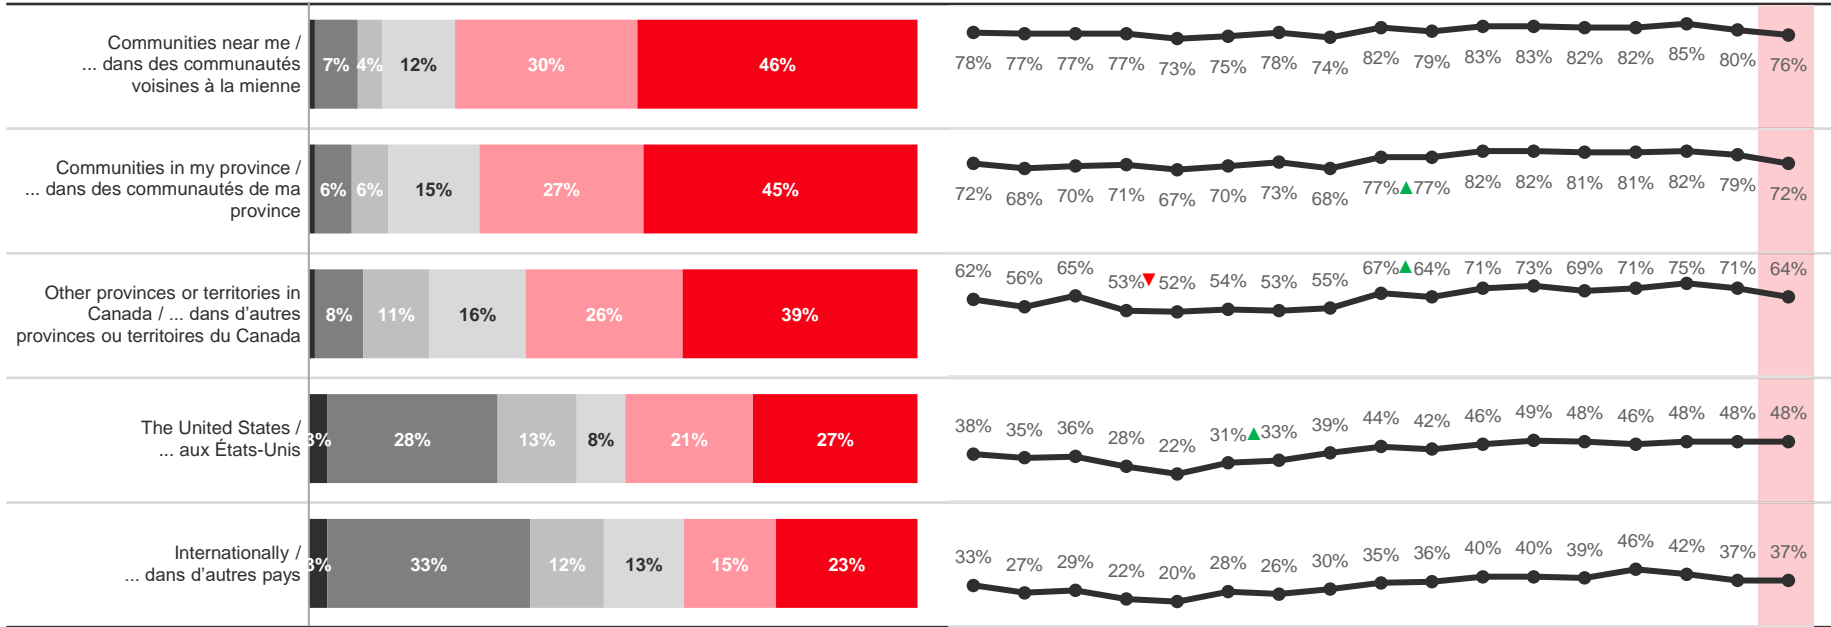 Communities near me /
... dans des communautés
voisines à la mienne
7% 4% 12% 30% 46%
78% 77% 77% 77% 73% 75% 78% 74% 82% 79% 83% 83% 82% 82% 85% 80% 76%
Communities in my province /
... dans des communautés de ma
province
6% 6% 15% 27% 45%
72% 68% 70% 71% 67% 70% 73% 68% 77%▲77% 82% 82% 81% 81% 82% 79% 72%
Other provinces or territories in
Canada / ... dans d'autres
provinces ou territoires du Canada
8% 11% 16% 26% 39%
62% 56% 65% 53%▼52% 54% 53% 55% 67%▲64% 71% 73% 69% 71% 75% 71% 64%
The United States /
... aux États-Unis
3% 28% 13% 8% 21% 27%
38% 35% 36% 28% 22% 31%▲33% 39% 44% 42% 46% 49% 48% 46% 48% 48% 48%
Internationally /
... dans d'autres pays
3% 33% 12% 13% 15% 23%
33% 27% 29% 22% 20% 28% 26% 30% 35% 36% 40% 40% 39% 46% 42% 37% 37%